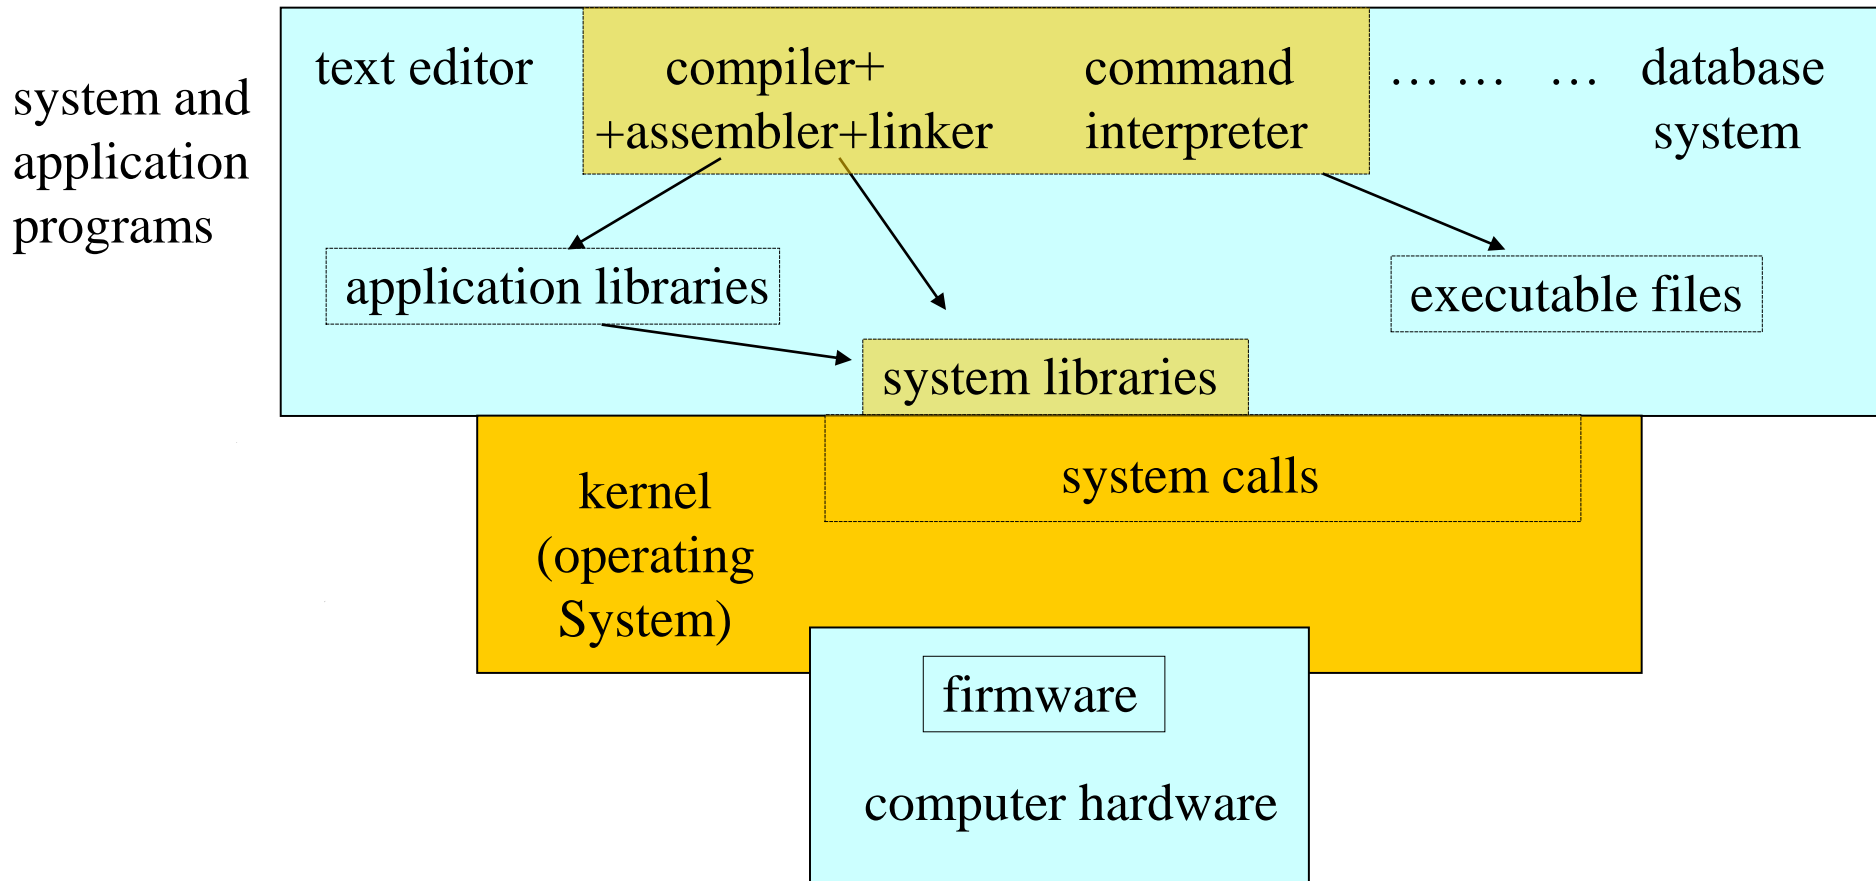 system and
application
programs
text editor
compiler+
+assembler+linker
command
interpreter
… … …
database
system
application libraries
executable files
system libraries
system calls
kernel
(operating
System)
firmware
computer hardware